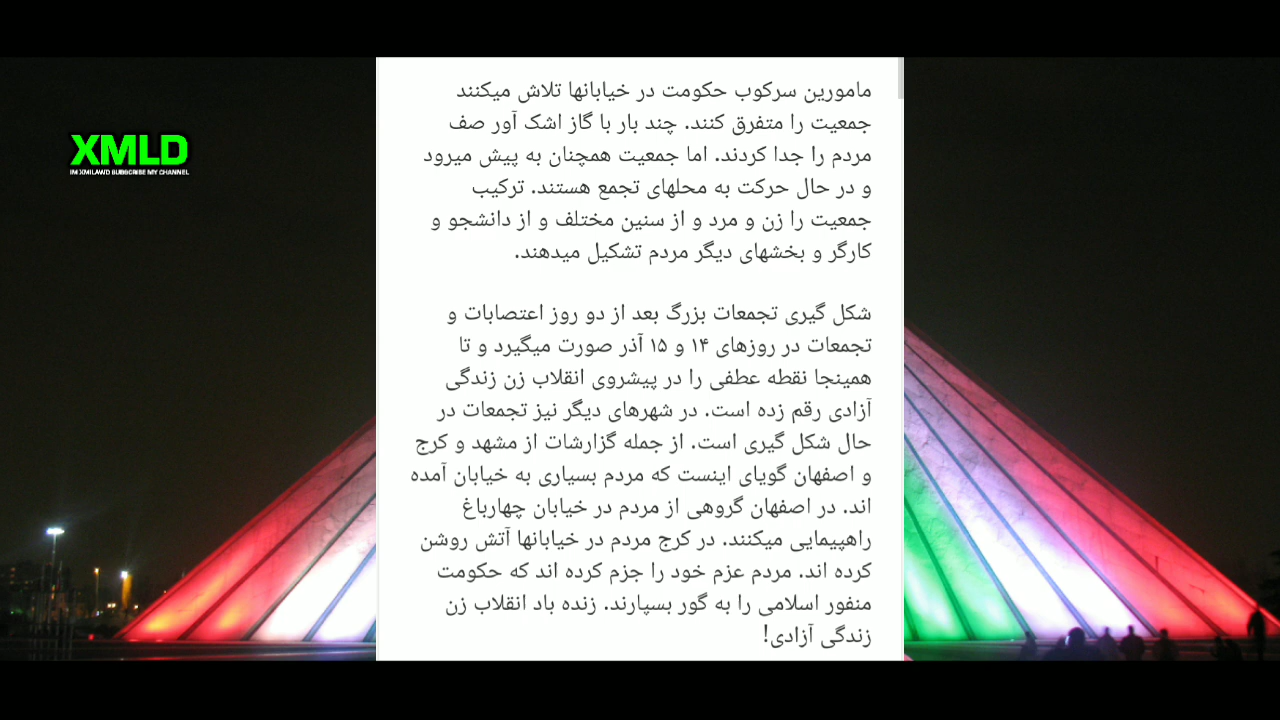 XMLD
IM XMILAWD SUBSCRIBE MY CHANNEL
مامورین سرکوب حکومت در خیابانها تلاش میکنند
جمعیت را متفرق کنند. چند بار با گاز اشک آور صف
مردم را جدا کردند. اما جمعیت همچنان به پیش میرود
و در حال حرکت به محلهای تجمع هستند. ترکیب
جمعیت را زن و مرد و از سنین مختلف و از دانشجو و
کارگر و بخشهای دیگر مردم تشکیل میدهند.
شکل گیری تجمعات بزرگ بعد از دو روز اعتصابات و
تجمعات در روزهای ۱۴ و ۱۵ آذر صورت میگیرد و تا
همینجا نقطه عطفی را در پیشروی انقلاب زن زندگی
آزادی رقم زده است. در شهرهای دیگر نیز تجمعات در
حال شکل گیری است. از جمله گزارشات از مشهد و کرج
و اصفهان گویای اینست که مردم بسیاری به خیابان آمده
اند. در اصفهان گروهی از مردم در خیابان چهارباغ
راهپیمایی میکنند. در کرج مردم در خیابانها آتش روشن
کرده اند. مردم عزم خود را جزم کرده اند که حکومت
منفور اسلامی را به گور بسپارند. زنده باد انقلاب زن
زندگی آزادی!